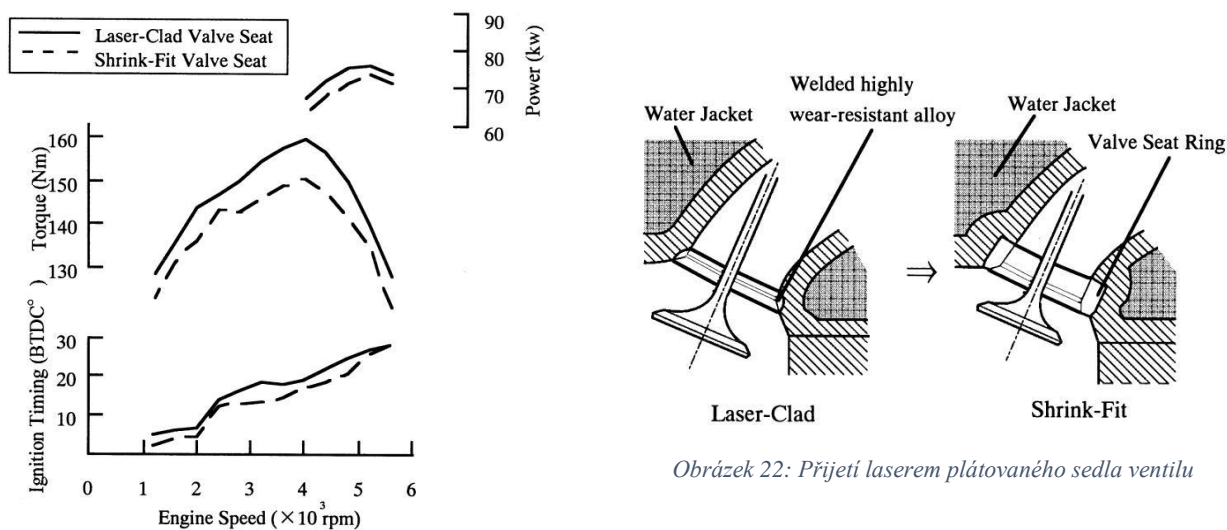 Laser-Clad Valve Seat
Shrink-Fit Valve Seat
90
80
70
60
Power (kw)
160
150
140
130
Torque (Nm)
30
20
10
Ignition Timing (BTDC°
0 1 2 3 4 5 6
Engine Speed (×10³ rpm)
Water Jacket
Welded highly
wear-resistant alloy
Water Jacket
Valve Seat Ring
⇒
Laser-Clad
Shrink-Fit
Obrázek 22: Přijetí laserem plátovaného sedla ventilu